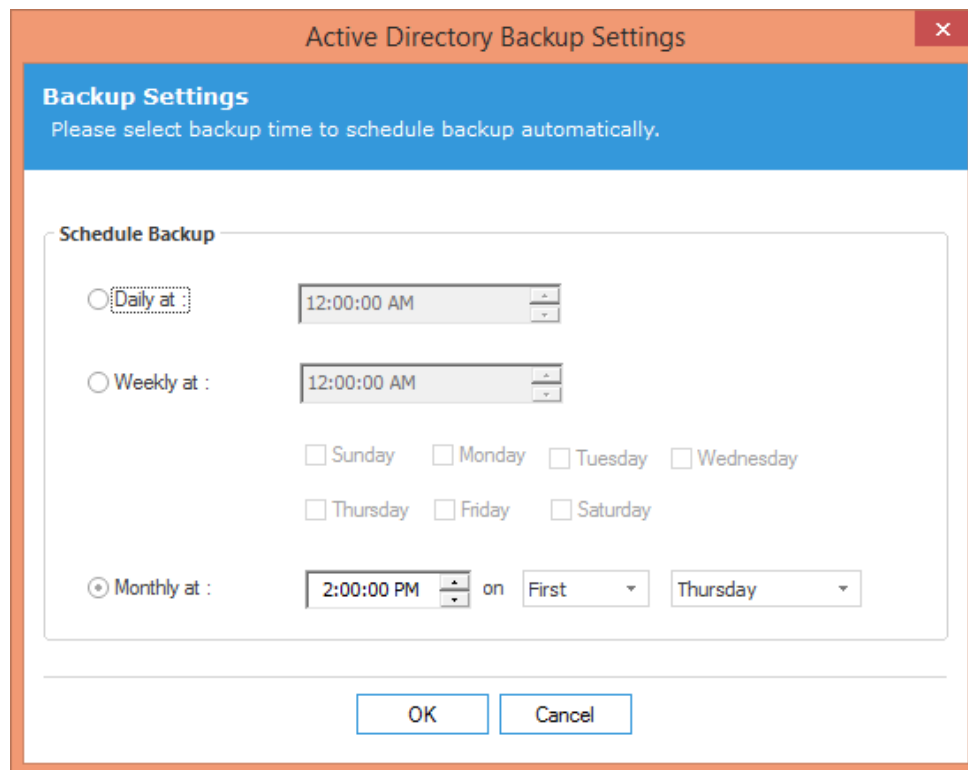 Active Directory Backup Settings
Backup Settings
Please select backup time to schedule backup automatically.
Schedule Backup
Daily at : 12:00:00 AM
Weekly at : 12:00:00 AM
Sunday Monday Tuesday Wednesday
Thursday Friday Saturday
Monthly at : 2:00:00 PM on First Thursday
OK Cancel